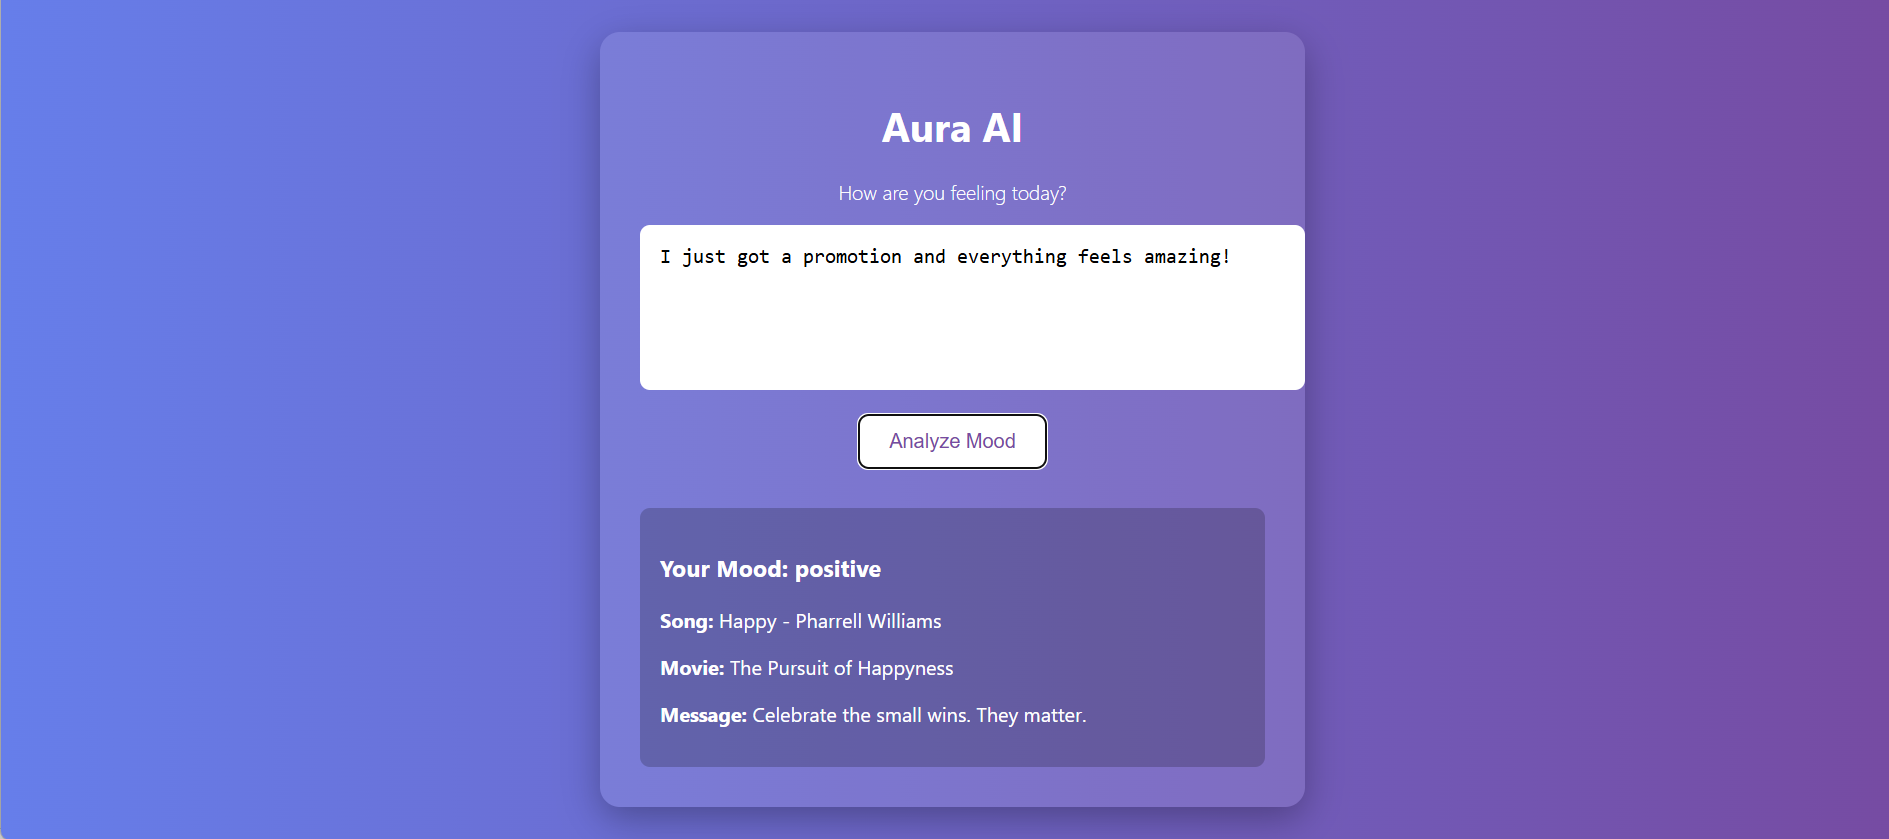 Aura AI
How are you feeling today?
I just got a promotion and everything feels amazing!
Analyze Mood
Your Mood: positive
Song: Happy - Pharrell Williams
Movie: The Pursuit of Happyness
Message: Celebrate the small wins. They matter.